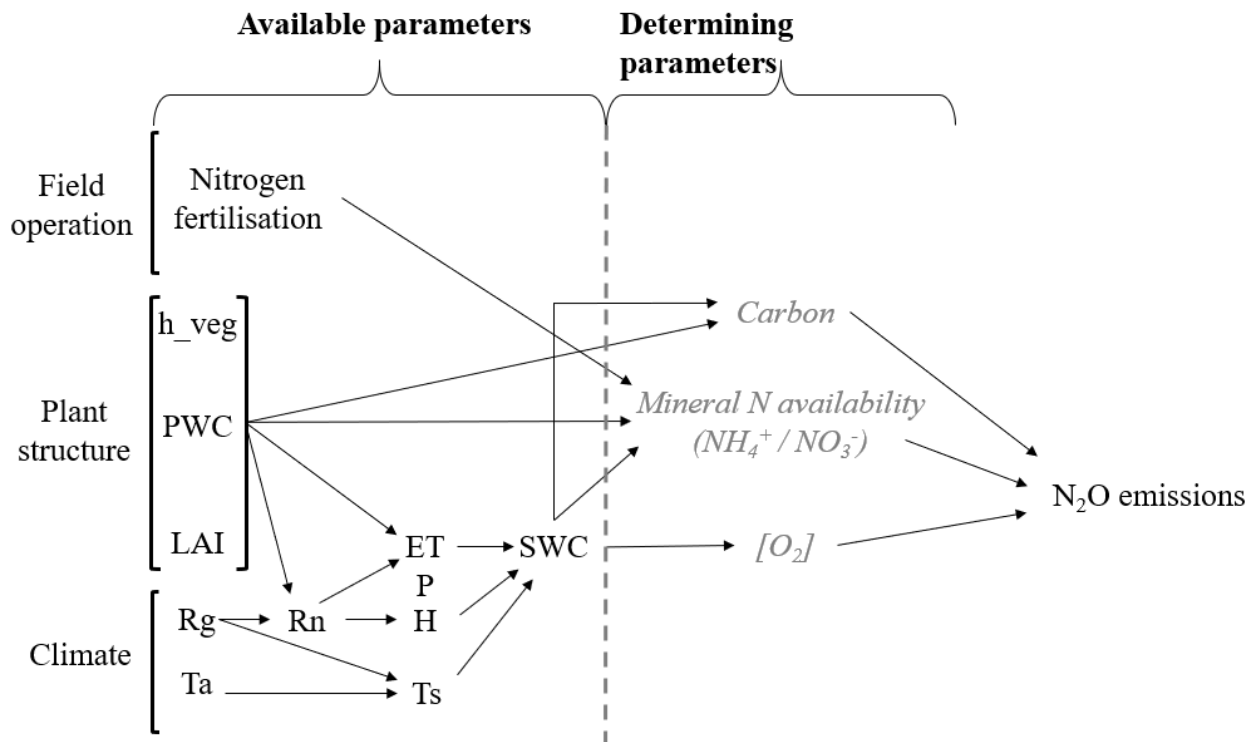 Available parameters
Determining
parameters
Field
operation
Nitrogen
fertilisation
Plant
structure
h_veg
PWC
LAI
Carbon
Mineral N availability
(NH₄⁺ / NO₃⁻)
[O₂]
N₂O emissions
ET
SWC
P
Climate
Rg
Rn
H
Ta
Ts